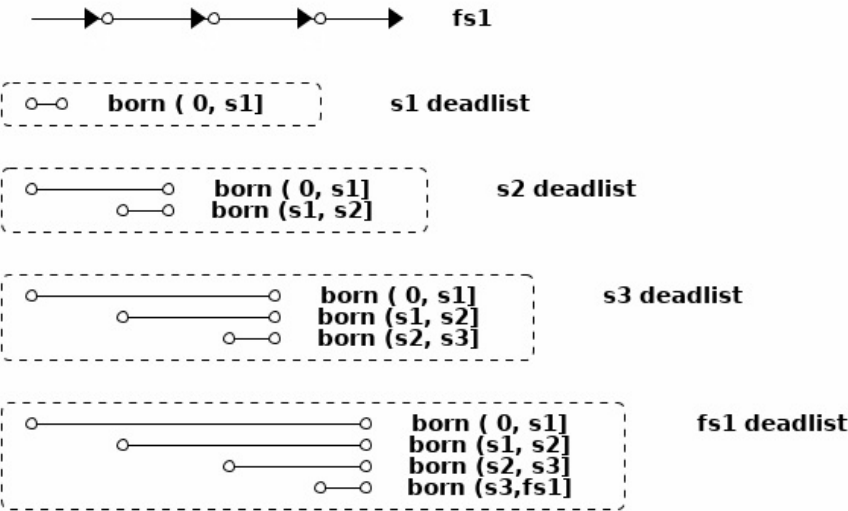 fs1
born ( 0, s1] s1 deadlist
born ( 0, s1] s2 deadlist
born (s1, s2]
born ( 0, s1] s3 deadlist
born (s1, s2]
born (s2, s3]
born ( 0, s1] fs1 deadlist
born (s1, s2]
born (s2, s3]
born (s3,fs1]